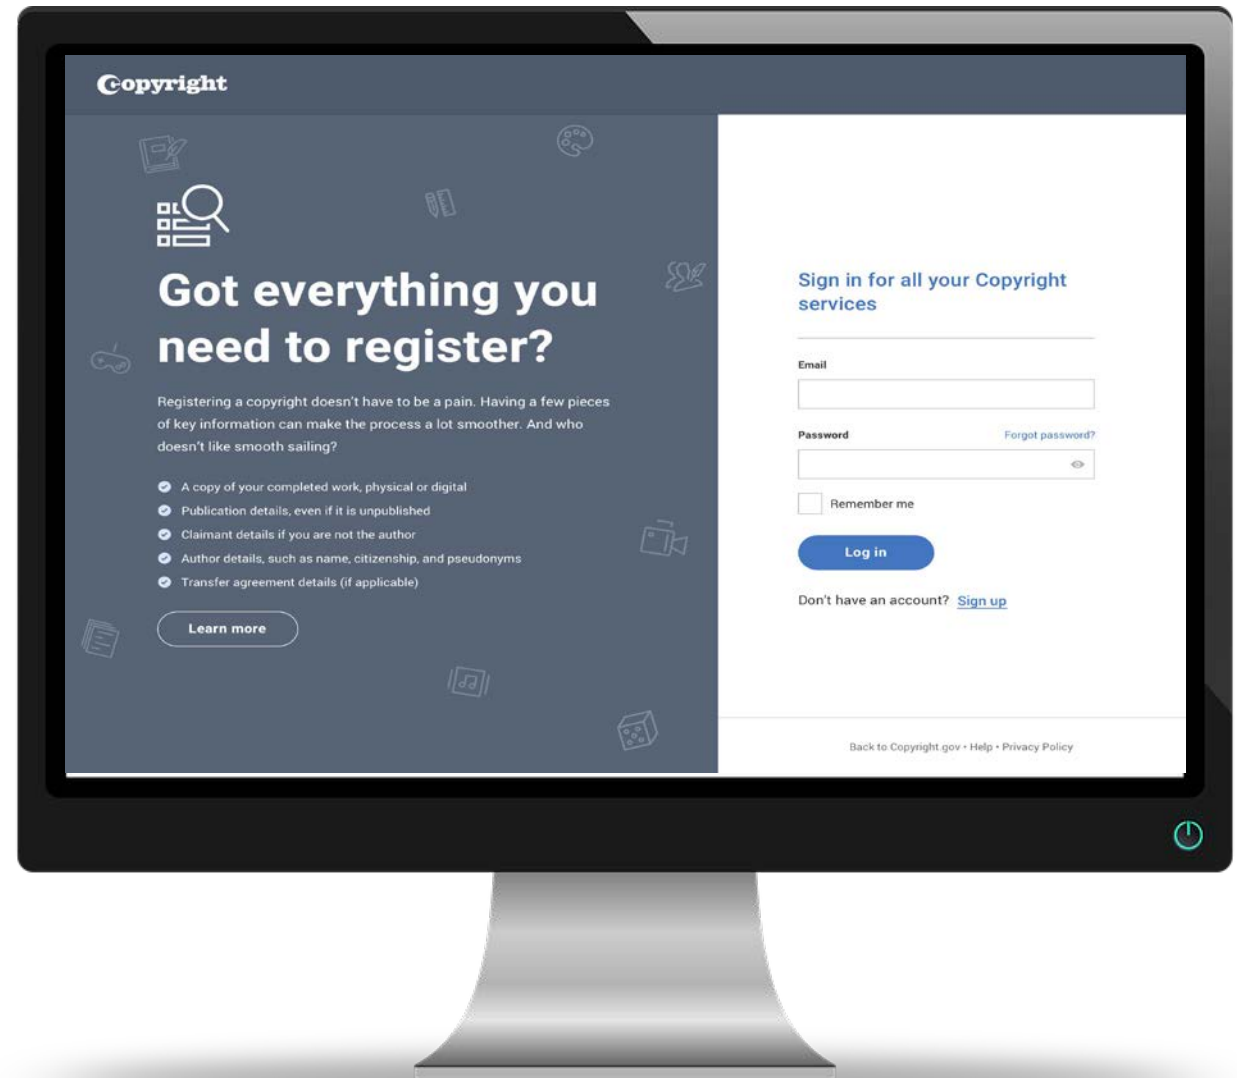 Copyright
Got everything you
need to register?
Registering a copyright doesn't have to be a pain. Having a few pieces
of key information can make the process a lot smoother. And who
doesn't like smooth sailing?
A copy of your completed work, physical or digital
Publication details, even if it is unpublished
Claimant details if you are not the author
Author details, such as name, citizenship, and pseudonyms
Transfer agreement details (if applicable)
Learn more
Sign in for all your Copyright
services
Email
Password Forgot password?
Remember me
Log in
Don't have an account? Sign up
Back to Copyright.gov • Help • Privacy Policy